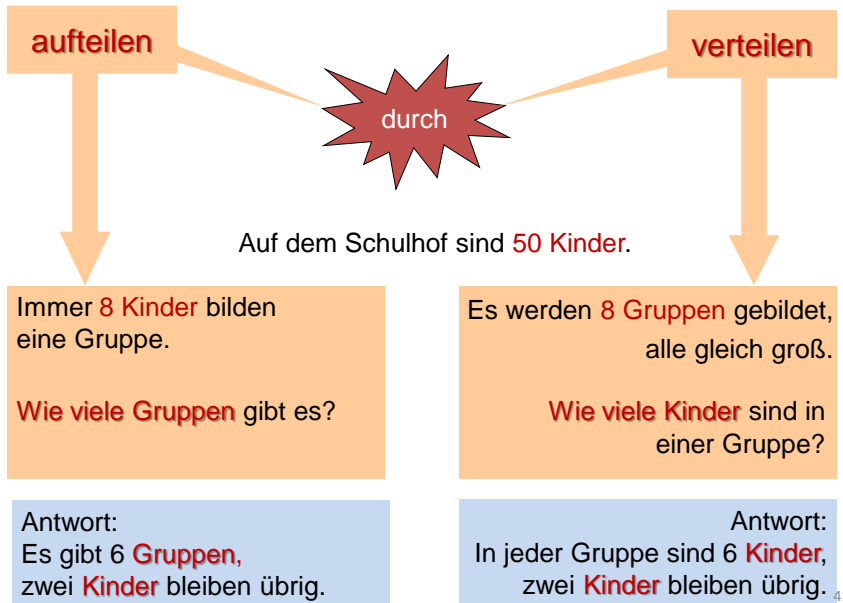 aufteilen
verteilen
durch
Auf dem Schulhof sind 50 Kinder.
Immer 8 Kinder bilden
eine Gruppe.
Wie viele Gruppen gibt es?
Es werden 8 Gruppen gebildet,
alle gleich groß.
Wie viele Kinder sind in
einer Gruppe?
Antwort:
Es gibt 6 Gruppen,
zwei Kinder bleiben übrig.
Antwort:
In jeder Gruppe sind 6 Kinder,
zwei Kinder bleiben übrig.
4